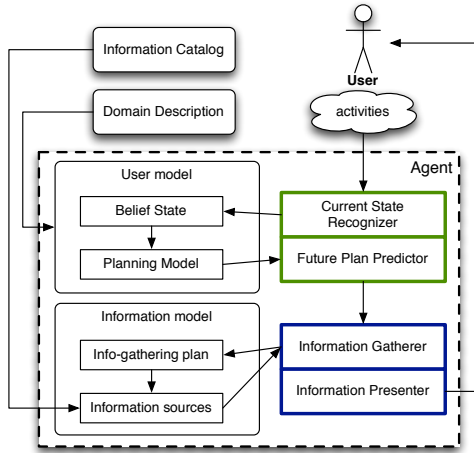 Information Catalog
User
Domain Description
activities
Agent
User model
Belief State
Planning Model
Current State
Recognizer
Future Plan Predictor
Information model
Info-gathering plan
Information sources
Information Gatherer
Information Presenter